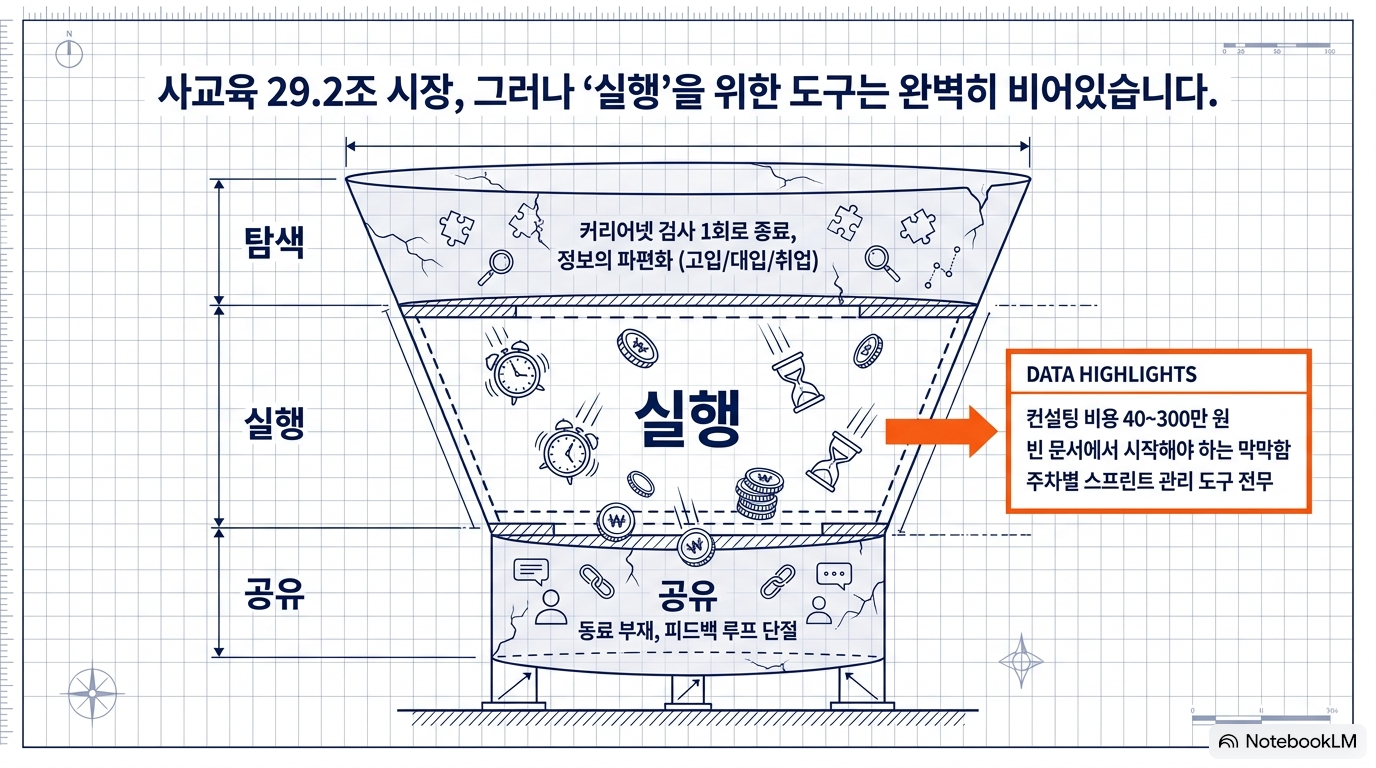 N
0 20 50 100
사교육 29.2조 시장, 그러나 ‘실행’을 위한 도구는 완벽히 비어있습니다.
탐색
커리어넷 검사 1회로 종료,
정보의 파편화 (고입/대입/취업)
실행
실행
DATA HIGHLIGHTS
컨설팅 비용 40~300만 원
빈 문서에서 시작해야 하는 막막함
주차별 스프린트 관리 도구 전무
공유
공유
동료 부재, 피드백 루프 단절
NotebookLM